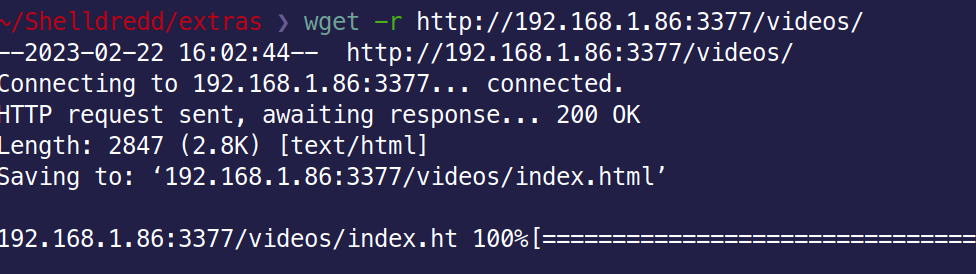 ~/Shelldredd/extras ❯ wget -r http://192.168.1.86:3377/videos/
--2023-02-22 16:02:44--  http://192.168.1.86:3377/videos/
Connecting to 192.168.1.86:3377... connected.
HTTP request sent, awaiting response... 200 OK
Length: 2847 (2.8K) [text/html]
Saving to: ‘192.168.1.86:3377/videos/index.html’
192.168.1.86:3377/videos/index.ht 100%[===============================